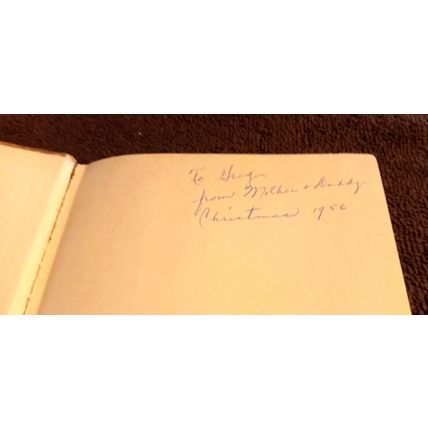 To Greg
from Mother + Daddy
Christmas 1956